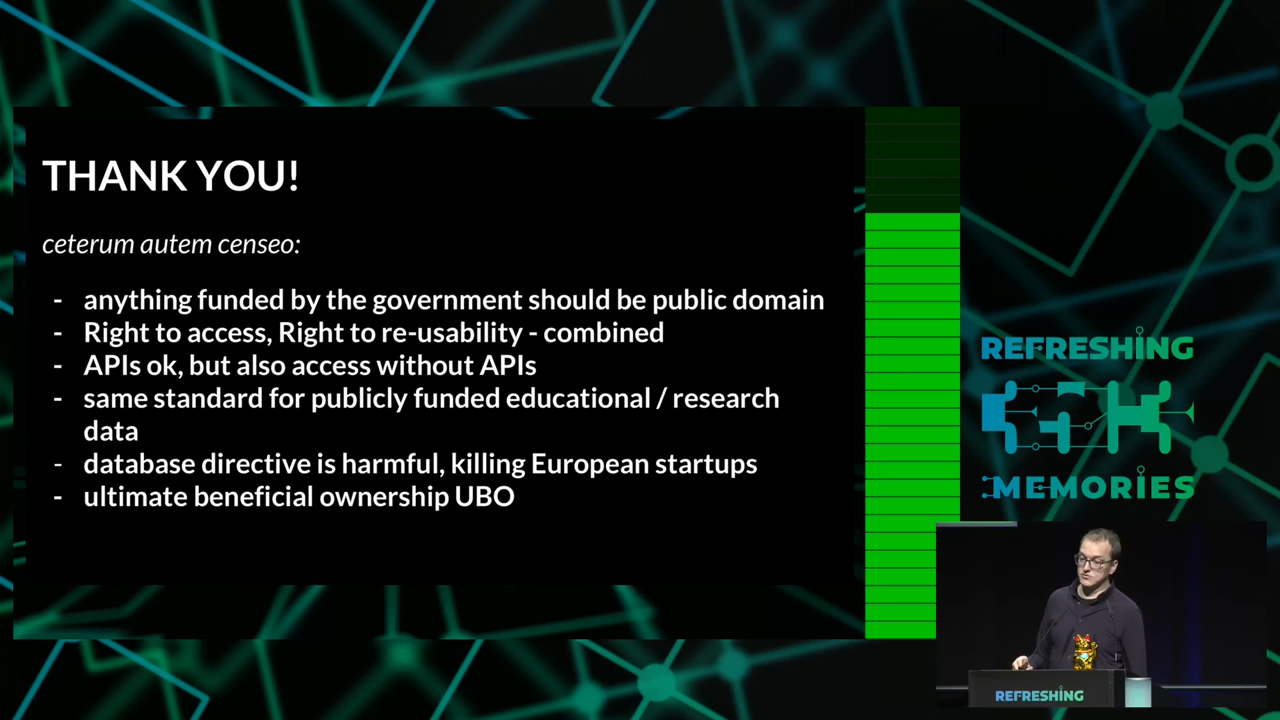 THANK YOU!
ceterum autem censeo:
- anything funded by the government should be public domain
- Right to access, Right to re-usability - combined
- APIs ok, but also access without APIs
- same standard for publicly funded educational / research
data
- database directive is harmful, killing European startups
- ultimate beneficial ownership UBO
REFRESHING
MEMORIES
REFRESHING